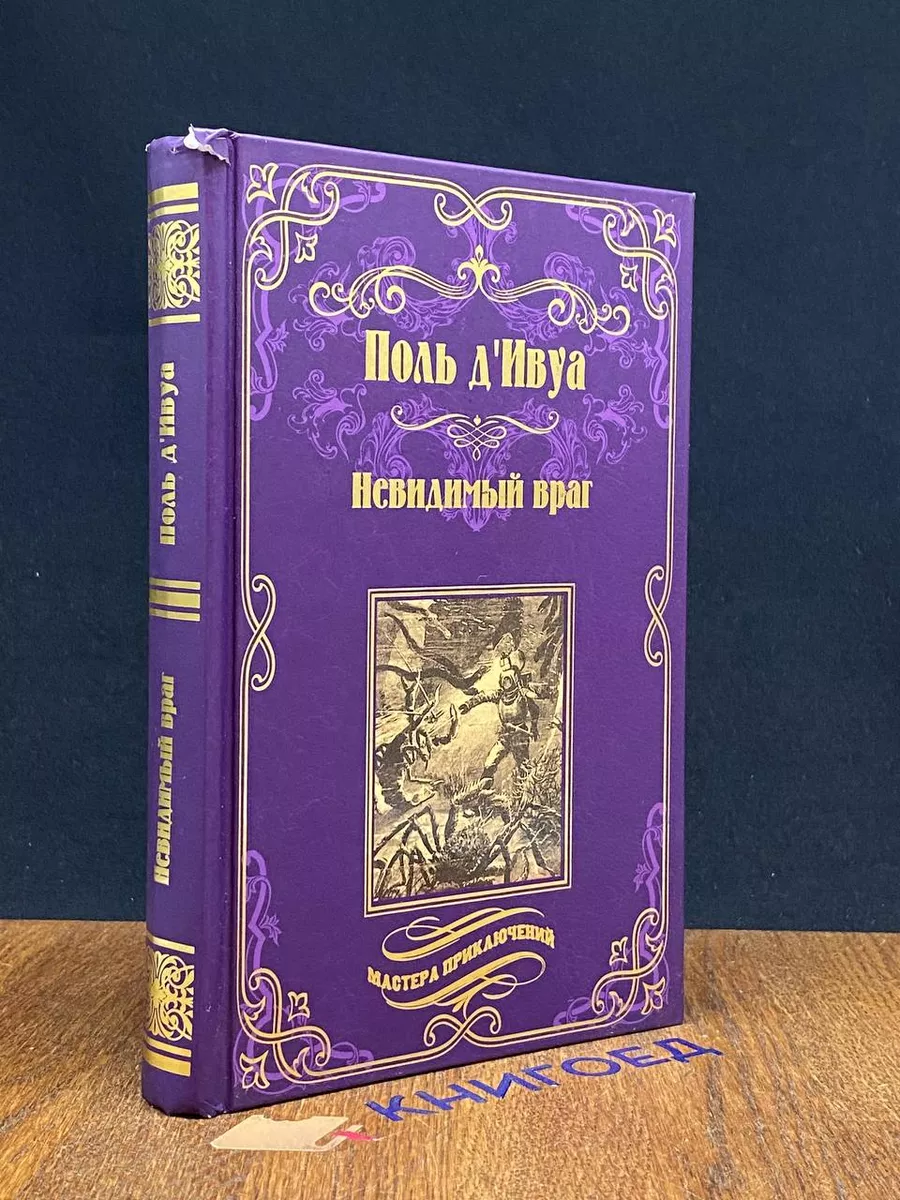 Поль д'Ивуа
Невидимый враг
МАСТЕРА ПРИКЛЮЧЕНИЙ
Поль д'Ивуа
Невидимый враг
КНИГОЕД